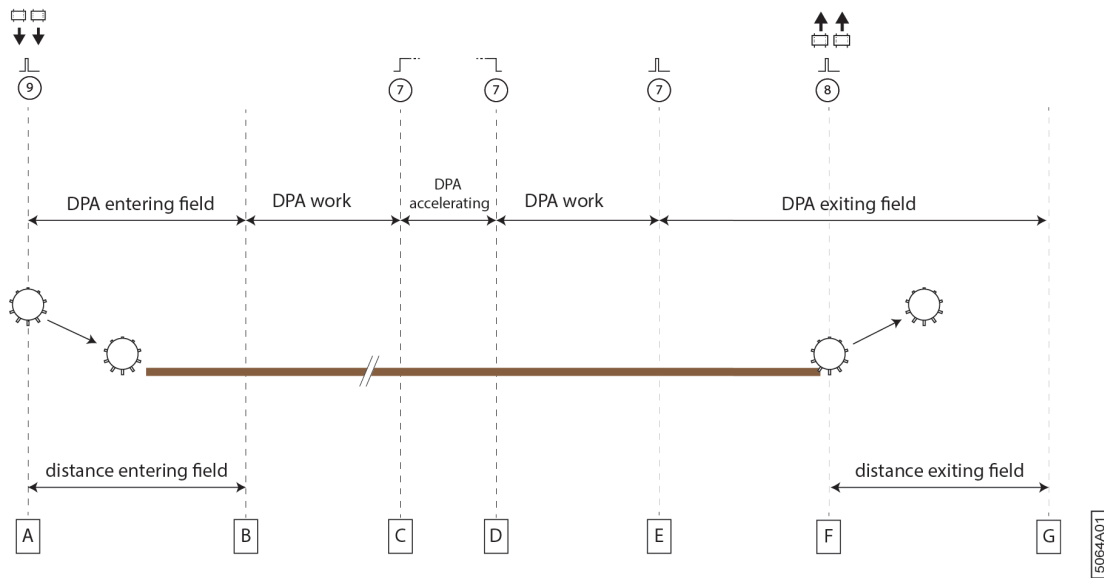 9
7
7
7
8
DPA entering field
DPA work
DPA
accelerating
DPA work
DPA exiting field
distance entering field
distance exiting field
A
B
C
D
E
F
G
5064A01